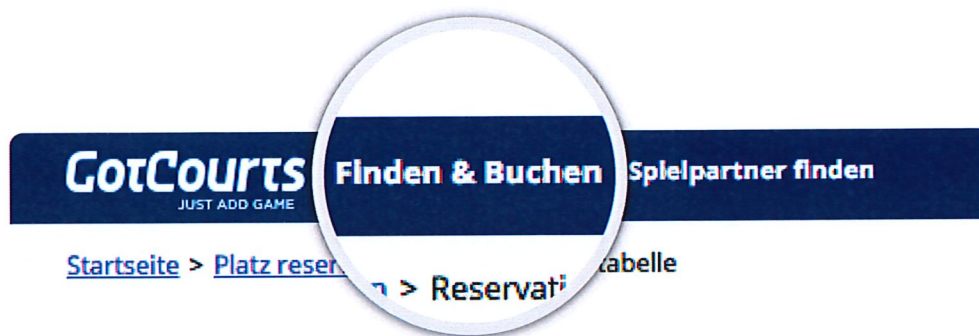 GotCourts Finden & Buchen Spielpartner finden
JUST ADD GAME
Startseite > Platz reser n > Reservati tabelle